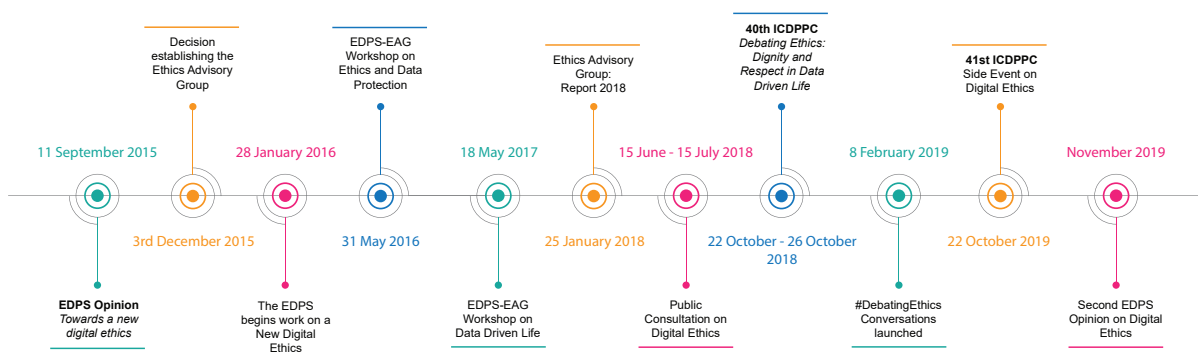 11 September 2015
EDPS Opinion
Towards a new
digital ethics
Decision
establishing the
Ethics Advisory
Group
3rd December 2015
28 January 2016
The EDPS
begins work on a
New Digital
Ethics
EDPS-EAG
Workshop on
Ethics and Data
Protection
31 May 2016
18 May 2017
EDPS-EAG
Workshop on
Data Driven Life
Ethics Advisory
Group:
Report 2018
25 January 2018
15 June - 15 July 2018
Public
Consultation on
Digital Ethics
40th ICDPPC
Debating Ethics:
Dignity and
Respect in Data
Driven Life
22 October - 26 October
2018
8 February 2019
#DebatingEthics
Conversations
launched
41st ICDPPC
Side Event on
Digital Ethics
22 October 2019
November 2019
Second EDPS
Opinion on Digital
Ethics